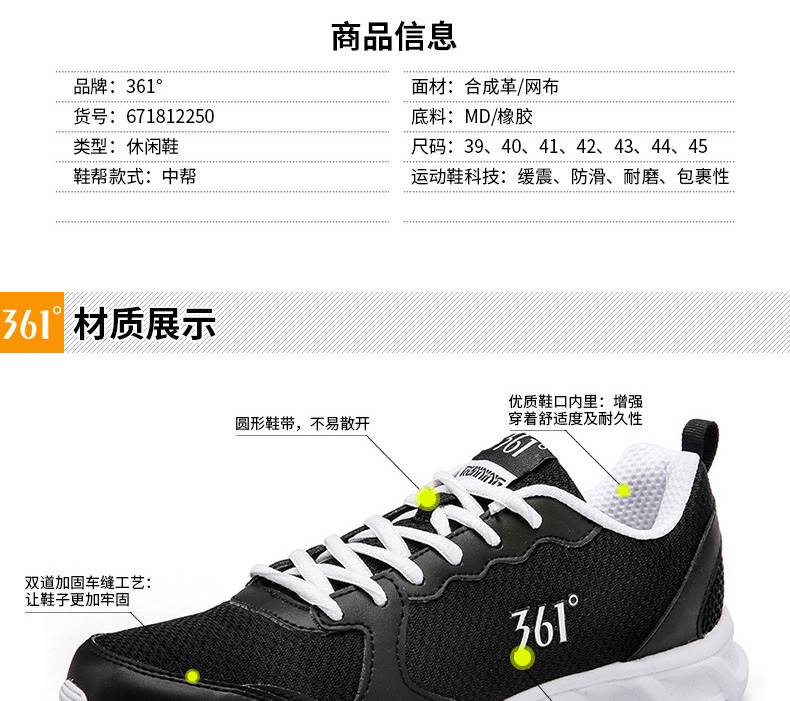 商品信息
品牌：361°
面材：合成革/网布
货号：671812250
底料：MD/橡胶
类型：休闲鞋
尺码：39、40、41、42、43、44、45
鞋帮款式：中帮
运动鞋科技：缓震、防滑、耐磨、包裹性
361° 材质展示
优质鞋口内里：增强
穿着舒适度及耐久性
圆形鞋带，不易散开
361°
RUNNING
双道加固车缝工艺：
让鞋子更加牢固
361°